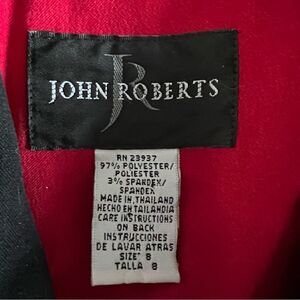 JR
JOHN ROBERTS
RN 23937
97% POLYESTER/
POLIESTER
3% SPANDEX/
SPANDEX
MADE IN THAILAND
HECHO EN TAILANDIA
CARE INSTRUCTIONS
ON BACK
INSTRUCCIONES
DE LAVAR ATRAS
SIZE 8
TALLA 8